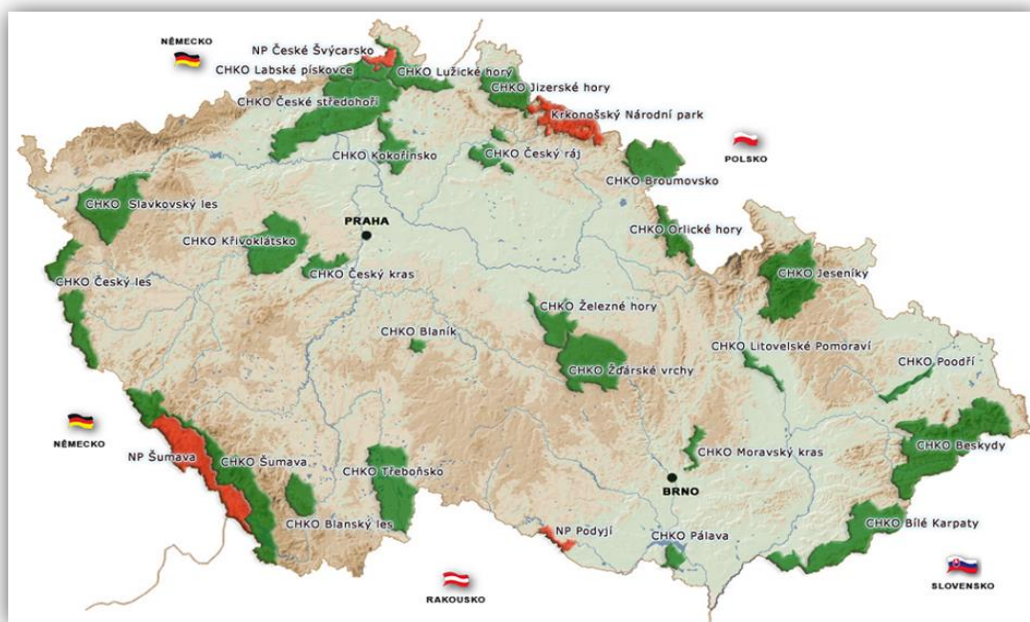 NĚMECKO
NP České Švýcarsko
CHKO Labské pískovce
CHKO Lužické hory
CHKO Jizerské hory
CHKO České středohoří
Krkonošský Národní park
POLSKO
CHKO Kokořínsko
CHKO Český ráj
CHKO Broumovsko
CHKO Slavkovský les
PRAHA
CHKO Orlické hory
CHKO Křivoklátsko
CHKO Český kras
CHKO Jeseníky
CHKO Český les
CHKO Železné hory
CHKO Blaník
CHKO Litovelské Pomoraví
CHKO Poodří
CHKO Žďárské vrchy
NĚMECKO
NP Šumava
CHKO Šumava
CHKO Třeboňsko
CHKO Moravský kras
CHKO Beskydy
BRNO
CHKO Blanský les
NP Podyjí
CHKO Pálava
CHKO Bílé Karpaty
RAKOUSKO
SLOVENSKO